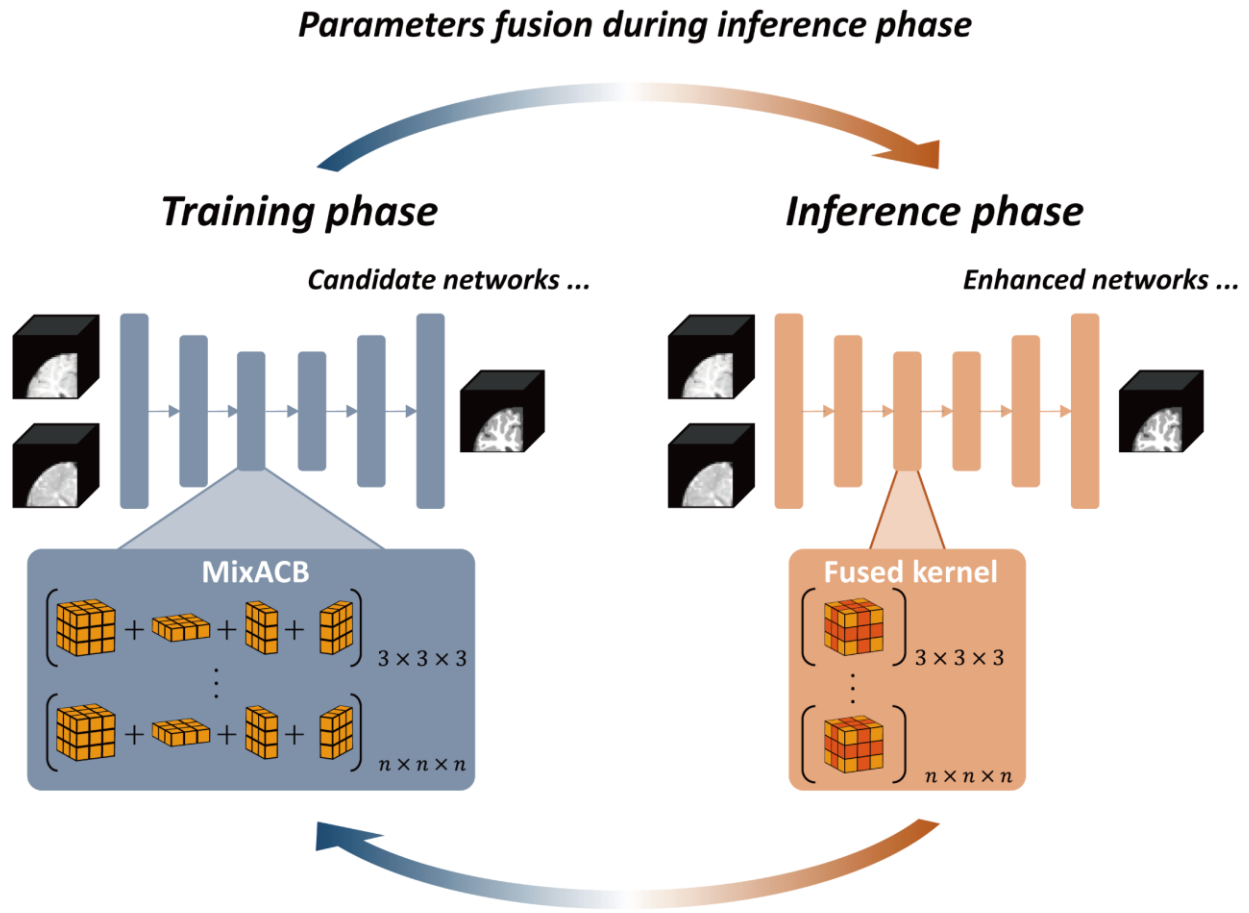 Parameters fusion during inference phase
Training phase
Inference phase
Candidate networks ...
Enhanced networks ...
MixACB
+ + +
3 × 3 × 3
⋮
+ + +
n × n × n
Fused kernel
3 × 3 × 3
⋮
n × n × n